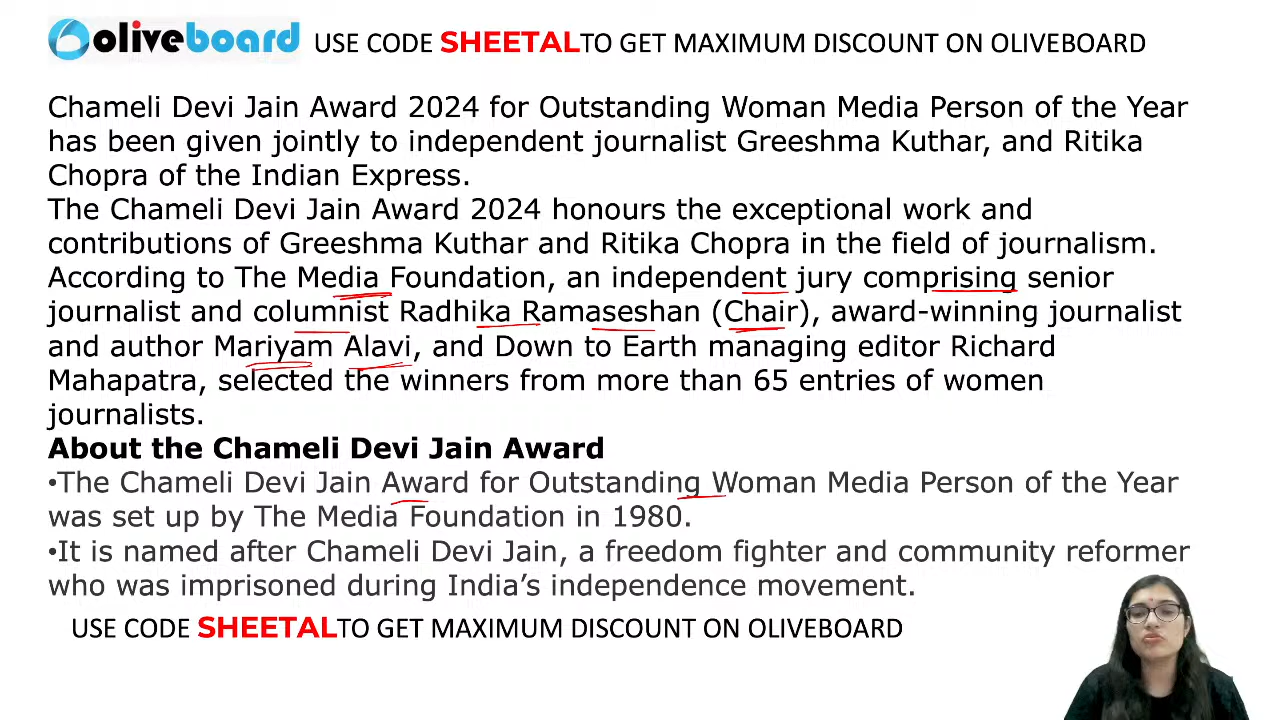 oliveboard USE CODE SHEETALTO GET MAXIMUM DISCOUNT ON OLIVEBOARD
Chameli Devi Jain Award 2024 for Outstanding Woman Media Person of the Year
has been given jointly to independent journalist Greeshma Kuthar, and Ritika
Chopra of the Indian Express.
The Chameli Devi Jain Award 2024 honours the exceptional work and
contributions of Greeshma Kuthar and Ritika Chopra in the field of journalism.
According to The Media Foundation, an independent jury comprising senior
journalist and columnist Radhika Ramaseshan (Chair), award-winning journalist
and author Mariyam Alavi, and Down to Earth managing editor Richard
Mahapatra, selected the winners from more than 65 entries of women
journalists.
About the Chameli Devi Jain Award
•The Chameli Devi Jain Award for Outstanding Woman Media Person of the Year
was set up by The Media Foundation in 1980.
•It is named after Chameli Devi Jain, a freedom fighter and community reformer
who was imprisoned during India’s independence movement.
USE CODE SHEETALTO GET MAXIMUM DISCOUNT ON OLIVEBOARD